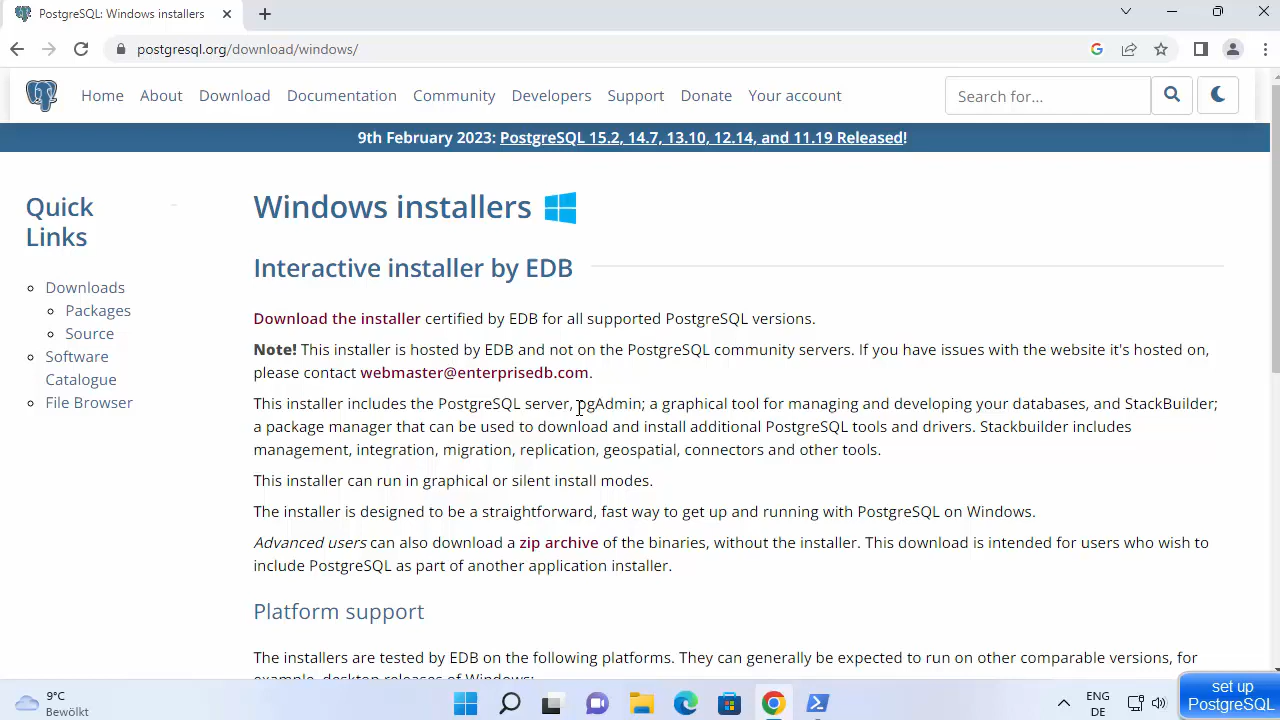 PostgreSQL: Windows installers
postgresql.org/download/windows/
Home About Download Documentation Community Developers Support Donate Your account Search for...
9th February 2023: PostgreSQL 15.2, 14.7, 13.10, 12.14, and 11.19 Released!
Quick
Links
Downloads
Packages
Source
Software
Catalogue
File Browser
Windows installers
Interactive installer by EDB
Download the installer certified by EDB for all supported PostgreSQL versions.
Note! This installer is hosted by EDB and not on the PostgreSQL community servers. If you have issues with the website it's hosted on,
please contact webmaster@enterprisedb.com.
This installer includes the PostgreSQL server, pgAdmin; a graphical tool for managing and developing your databases, and StackBuilder;
a package manager that can be used to download and install additional PostgreSQL tools and drivers. Stackbuilder includes
management, integration, migration, replication, geospatial, connectors and other tools.
This installer can run in graphical or silent install modes.
The installer is designed to be a straightforward, fast way to get up and running with PostgreSQL on Windows.
Advanced users can also download a zip archive of the binaries, without the installer. This download is intended for users who wish to
include PostgreSQL as part of another application installer.
Platform support
The installers are tested by EDB on the following platforms. They can generally be expected to run on other comparable versions, for
example, desktop releases of Windows:
9°C
Bewölkt
ENG
DE
set up
PostgreSQL